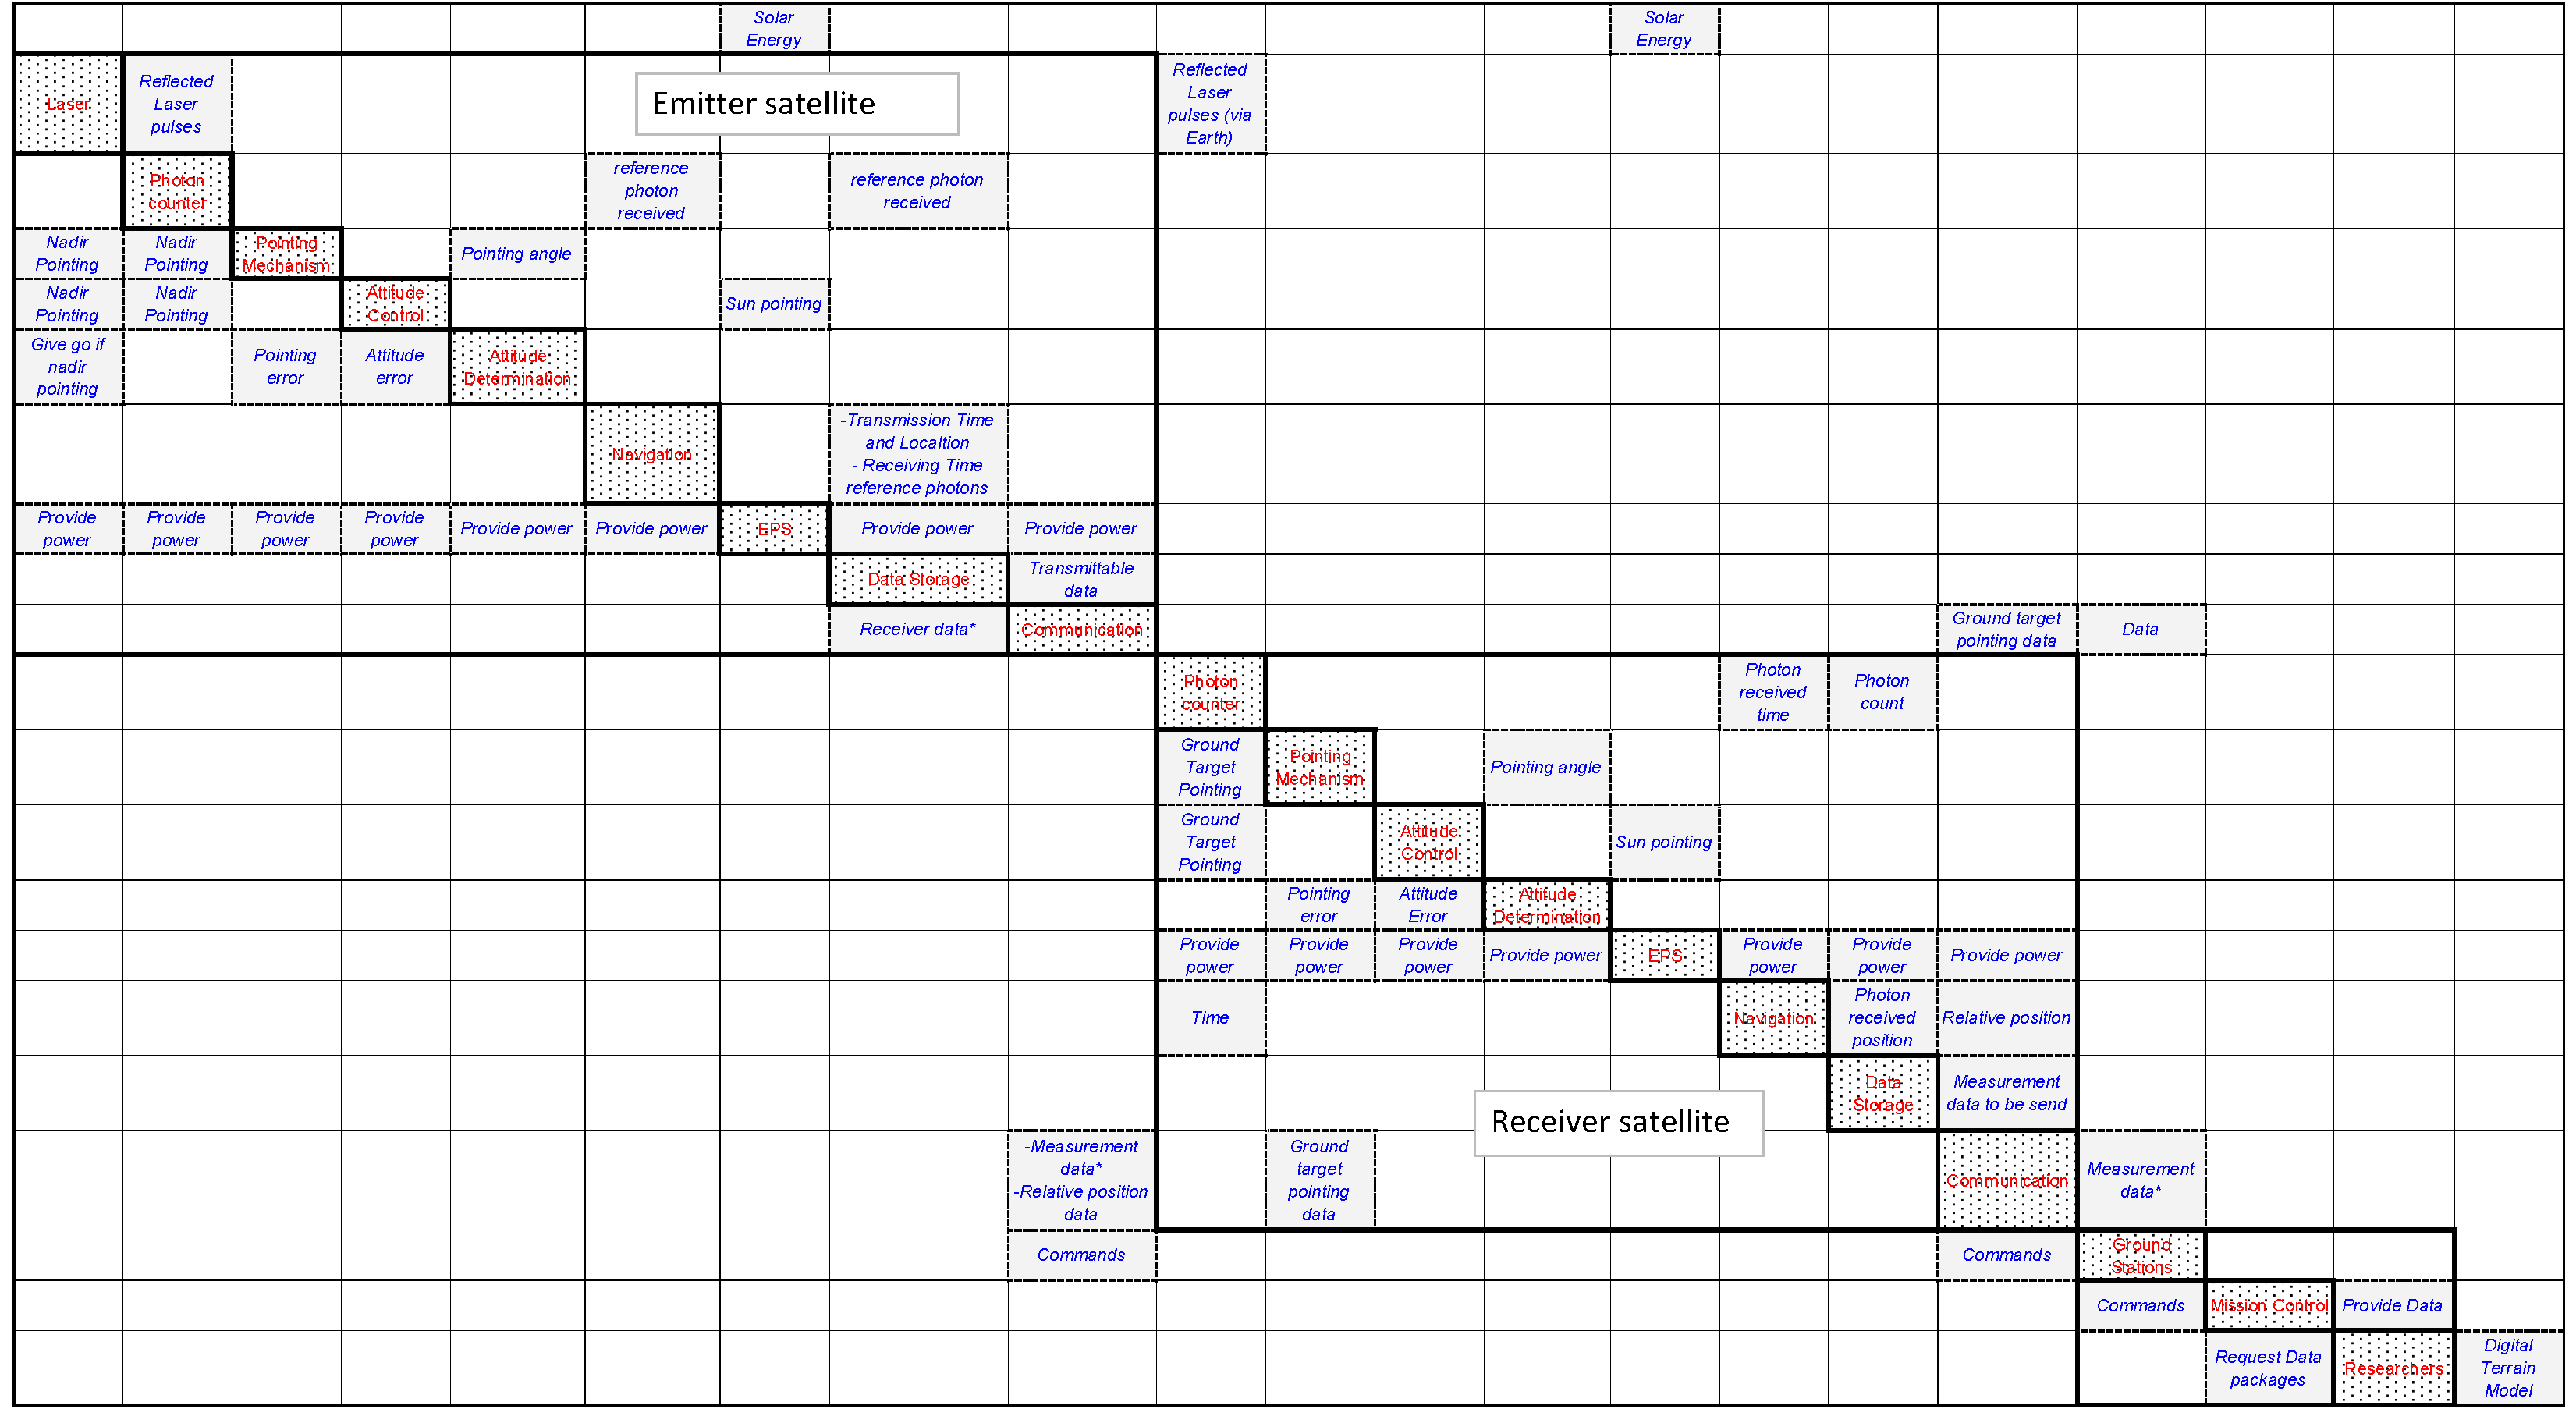 Solar
Energy
Solar
Energy
Laser
Reflected
Laser
pulses
Emitter satellite
Reflected
Laser
pulses (via
Earth)
Photon
counter
reference
photon
received
reference photon
received
Nadir
Pointing
Nadir
Pointing
Pointing
Mechanism
Pointing angle
Nadir
Pointing
Nadir
Pointing
Attitude
Control
Sun pointing
Give go if
nadir
pointing
Pointing
error
Attitude
error
Attitude
Determination
Navigation
-Transmission Time
and Localtion
- Receiving Time
reference photons
Provide
power
Provide
power
Provide
power
Provide
power
Provide power
Provide power
EPS
Provide power
Provide power
Data Storage
Transmittable
data
Receiver data*
Communication
Ground target
pointing data
Data
Photon
counter
Photon
received
time
Photon
count
Ground
Target
Pointing
Pointing
Mechanism
Pointing angle
Ground
Target
Pointing
Attitude
Control
Sun pointing
Pointing
error
Attitude
Error
Attitude
Determination
Provide
power
Provide
power
Provide
power
Provide power
EPS
Provide
power
Provide
power
Provide power
Time
Navigation
Photon
received
position
Relative position
Data
Storage
Measurement
data to be send
Receiver satellite
-Measurement
data*
-Relative position
data
Ground
target
pointing
data
Communication
Measurement
data*
Commands
Commands
Ground
Stations
Commands
Mission Control
Provide Data
Request Data
packages
Researchers
Digital
Terrain
Model